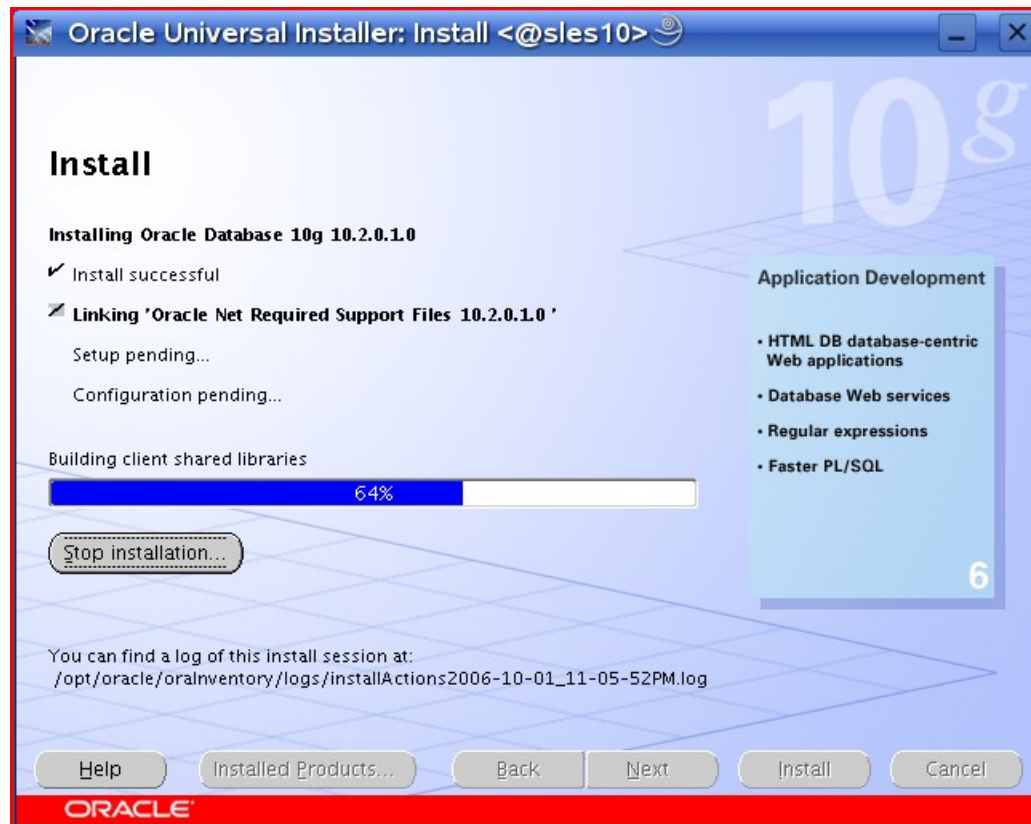 Oracle Universal Installer: Install <@sles10>
10g
Install
Installing Oracle Database 10g 10.2.0.1.0
Install successful
Linking 'Oracle Net Required Support Files 10.2.0.1.0 '
Setup pending...
Configuration pending...
Building client shared libraries
64%
Stop installation...
Application Development
• HTML DB database-centric
Web applications
• Database Web services
• Regular expressions
• Faster PL/SQL
6
You can find a log of this install session at:
/opt/oracle/oraInventory/logs/installActions2006-10-01_11-05-52PM.log
Help
Installed Products...
Back
Next
Install
Cancel
ORACLE